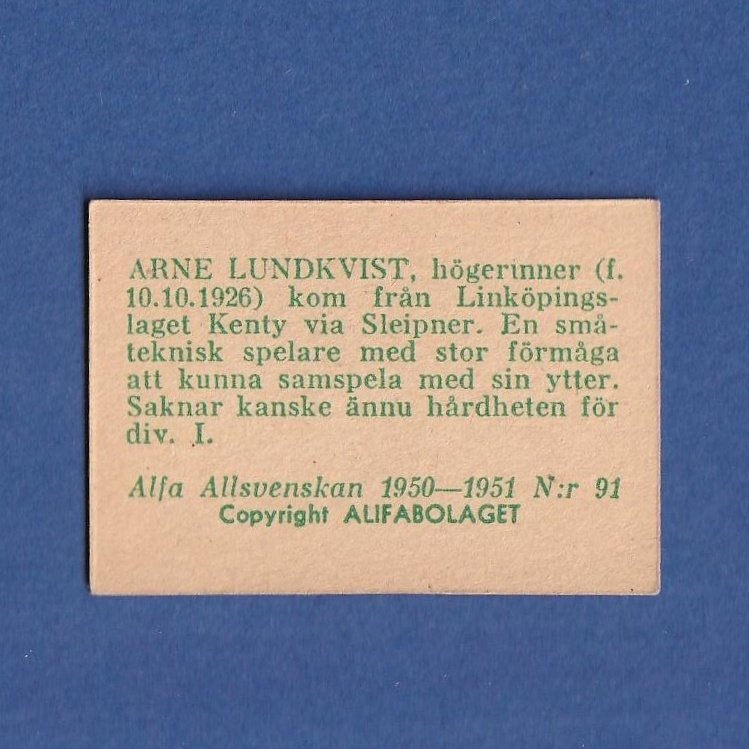 ARNE LUNDKVIST, högerinner (f.
10.10.1926) kom från Linköpings-
laget Kenty via Sleipner. En små-
teknisk spelare med stor förmåga
att kunna samspela med sin ytter.
Saknar kanske ännu hårdheten för
div. I.
Alfa Allsvenskan 1950—1951 N:r 91
Copyright ALIFABOLAGET